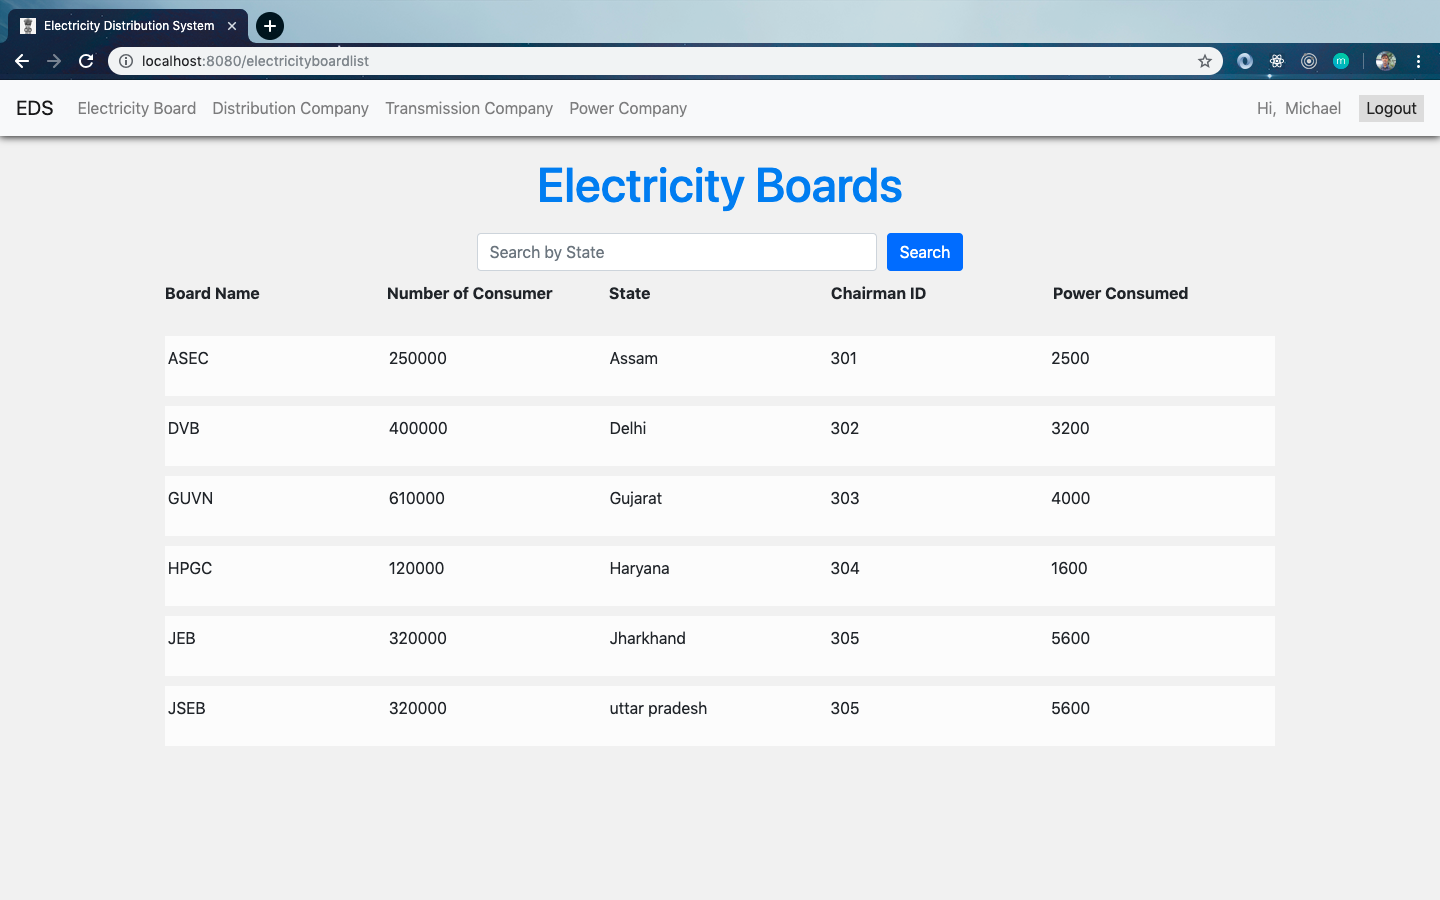 Electricity Distribution System
localhost:8080/electricityboardlist
m
EDS Electricity Board Distribution Company Transmission Company Power Company Hi, Michael Logout
Electricity Boards
Search by State Search
Board Name Number of Consumer State Chairman ID Power Consumed
ASEC 250000 Assam 301 2500
DVB 400000 Delhi 302 3200
GUVN 610000 Gujarat 303 4000
HPGC 120000 Haryana 304 1600
JEB 320000 Jharkhand 305 5600
JSEB 320000 uttar pradesh 305 5600